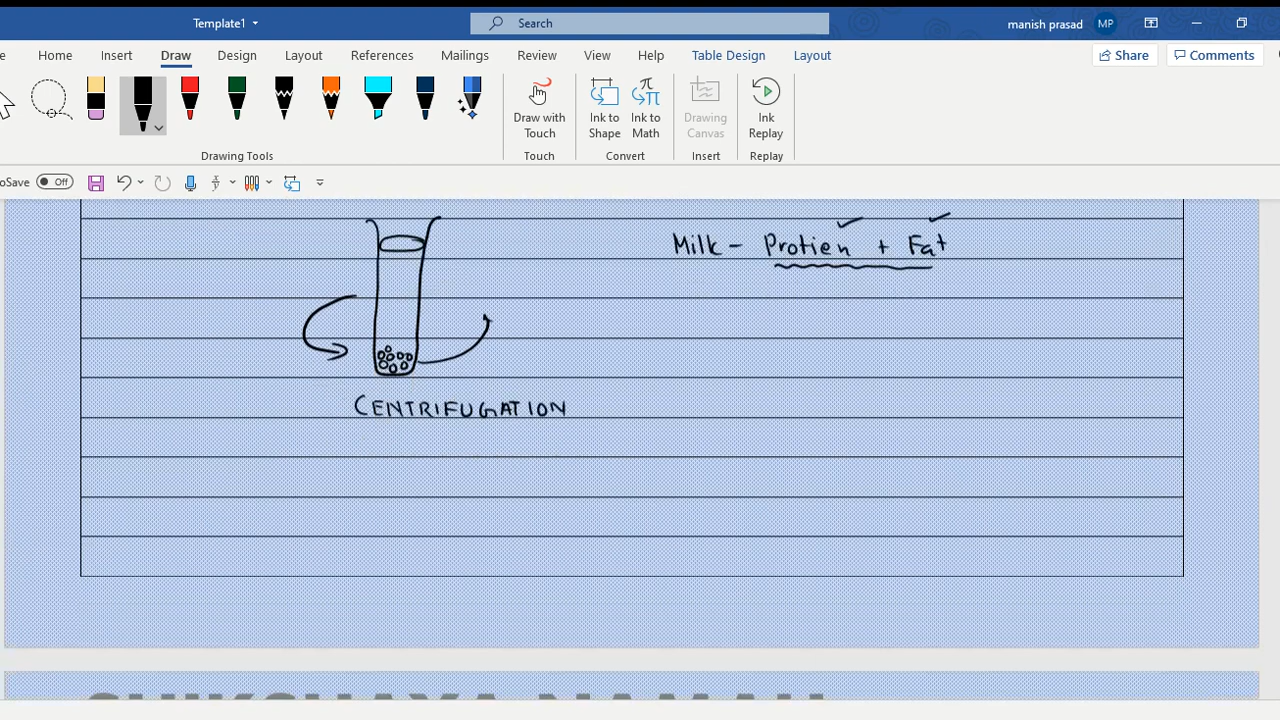 Template1
Search
manish prasad
MP
Home Insert Draw Design Layout References Mailings Review View Help Table Design Layout
Share
Comments
Draw with Touch
Ink to Shape
Ink to Math
Drawing Canvas
Ink Replay
Drawing Tools
Touch
Convert
Insert
Replay
oSave
Off
Milk - Protien + Fat
CENTRIFUGATION